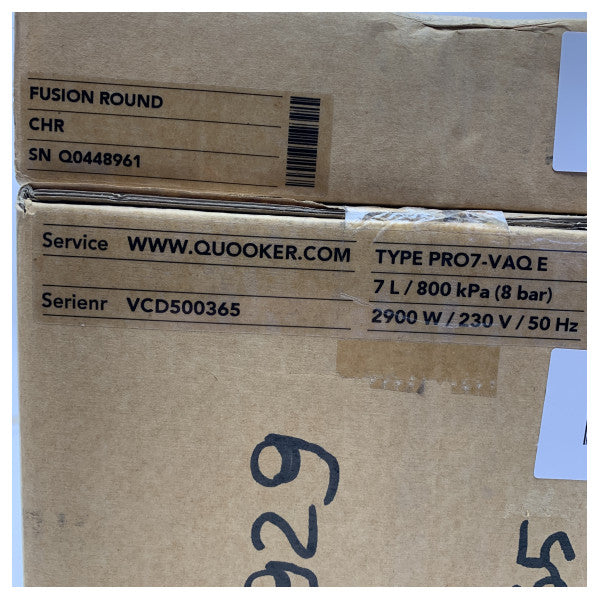 FUSION ROUND
CHR
SN Q0448961
Service WWW.QUOOKER.COM
Serienr VCD500365
TYPE PRO7-VAQ E
7 L / 800 kPa (8 bar)
2900 W / 230 V / 50 Hz
929